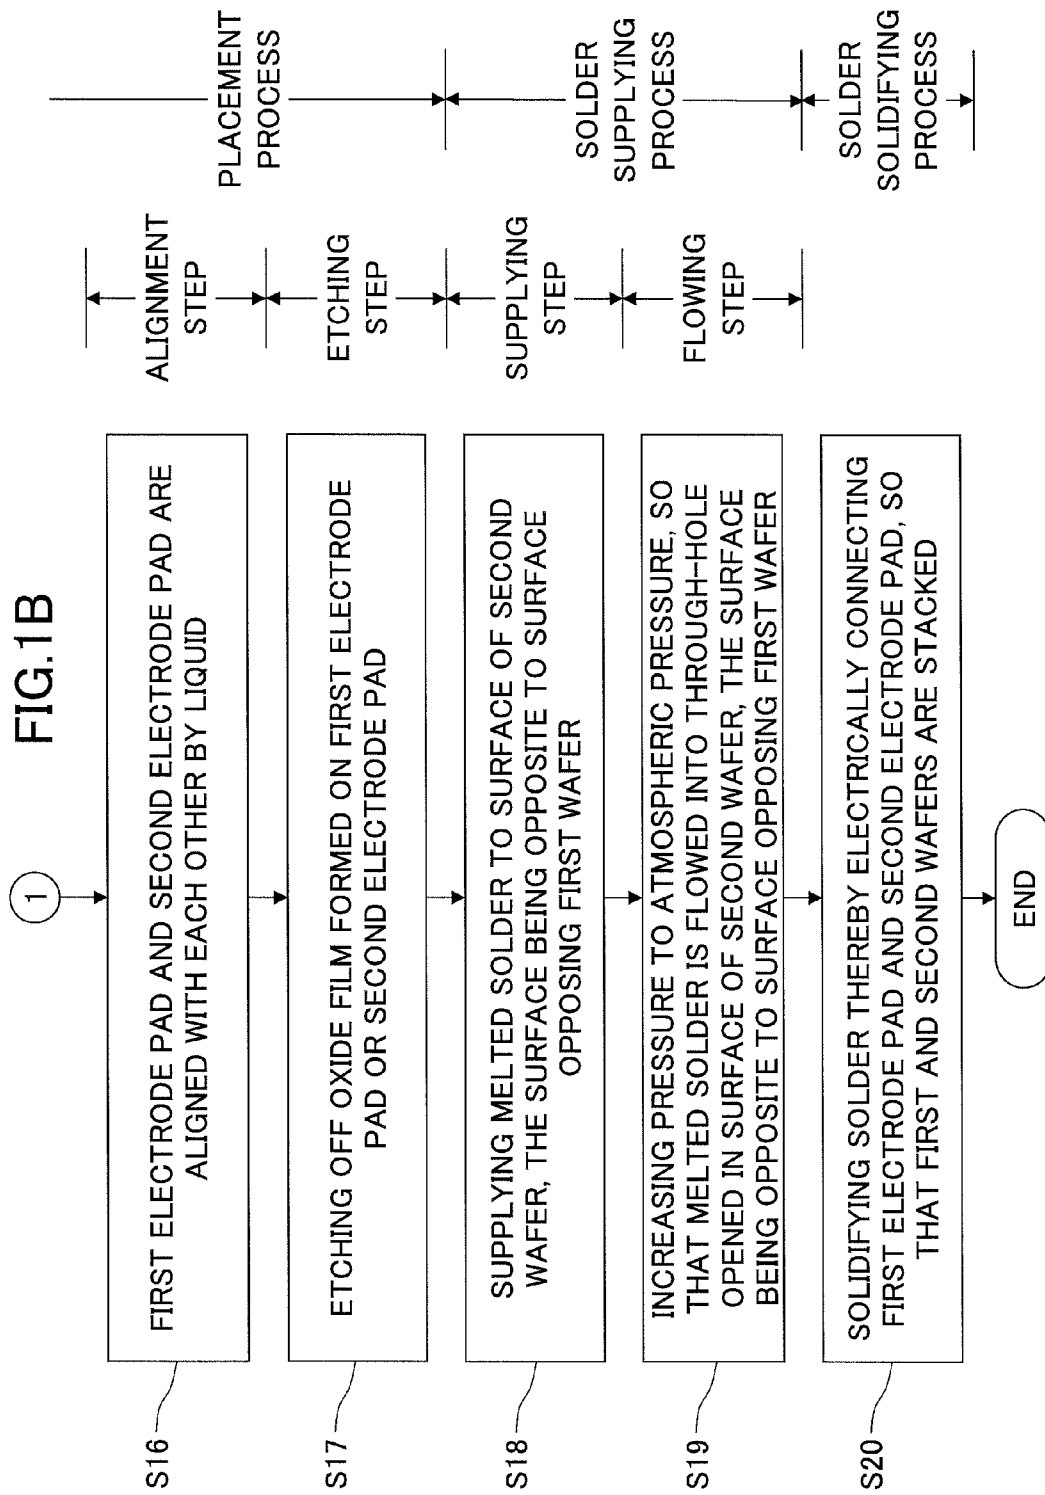 FIG.1B
1
S16
FIRST ELECTRODE PAD AND SECOND ELECTRODE PAD ARE
ALIGNED WITH EACH OTHER BY LIQUID
ALIGNMENT
STEP
S17
ETCHING OFF OXIDE FILM FORMED ON FIRST ELECTRODE
PAD OR SECOND ELECTRODE PAD
ETCHING
STEP
PLACEMENT
PROCESS
S18
SUPPLYING MELTED SOLDER TO SURFACE OF SECOND
WAFER, THE SURFACE BEING OPPOSITE TO SURFACE
OPPOSING FIRST WAFER
SUPPLYING
STEP
S19
INCREASING PRESSURE TO ATMOSPHERIC PRESSURE, SO
THAT MELTED SOLDER IS FLOWED INTO THROUGH-HOLE
OPENED IN SURFACE OF SECOND WAFER, THE SURFACE
BEING OPPOSITE TO SURFACE OPPOSING FIRST WAFER
FLOWING
STEP
SOLDER
SUPPLYING
PROCESS
S20
SOLIDIFYING SOLDER THEREBY ELECTRICALLY CONNECTING
FIRST ELECTRODE PAD AND SECOND ELECTRODE PAD, SO
THAT FIRST AND SECOND WAFERS ARE STACKED
SOLDER
SOLIDIFYING
PROCESS
END